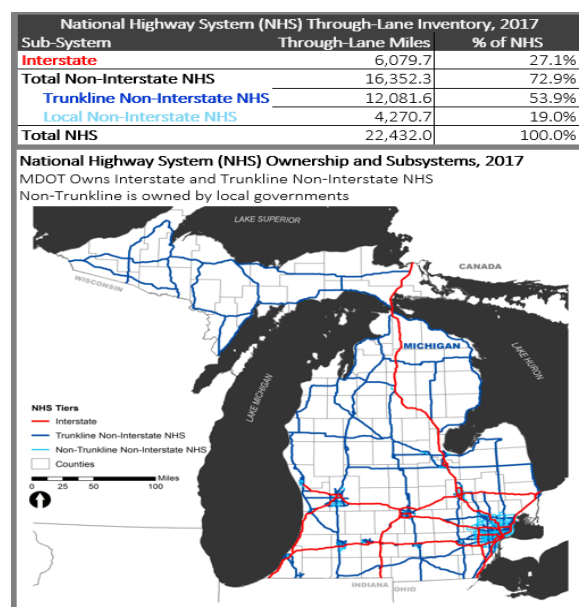 National Highway System (NHS) Through-Lane Inventory, 2017
Sub-System Through-Lane Miles % of NHS
Interstate 6,079.7 27.1%
Total Non-Interstate NHS 16,352.3 72.9%
Trunkline Non-Interstate NHS 12,081.6 53.9%
Local Non-Interstate NHS 4,270.7 19.0%
Total NHS 22,432.0 100.0%
National Highway System (NHS) Ownership and Subsystems, 2017
MDOT Owns Interstate and Trunkline Non-Interstate NHS
Non-Trunkline is owned by local governments
LAKE SUPERIOR
CANADA
WISCONSIN
MICHIGAN
LAKE HURON
LAKE MICHIGAN
NHS Tiers
Interstate
Trunkline Non-Interstate NHS
Non-Trunkline Non-Interstate NHS
Counties
Miles
0 25 50 100
INDIANA OHIO